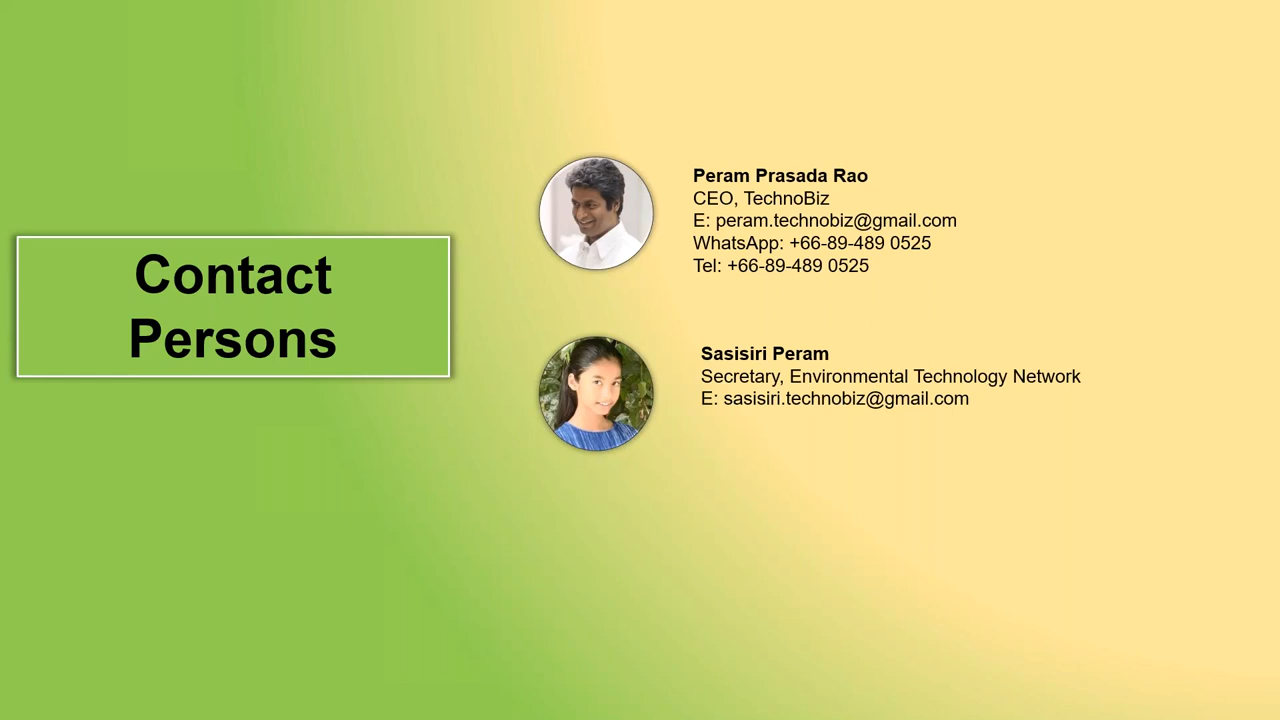 Contact
Persons
Peram Prasada Rao
CEO, TechnoBiz
E: peram.technobiz@gmail.com
WhatsApp: +66-89-489 0525
Tel: +66-89-489 0525
Sasisiri Peram
Secretary, Environmental Technology Network
E: sasisiri.technobiz@gmail.com